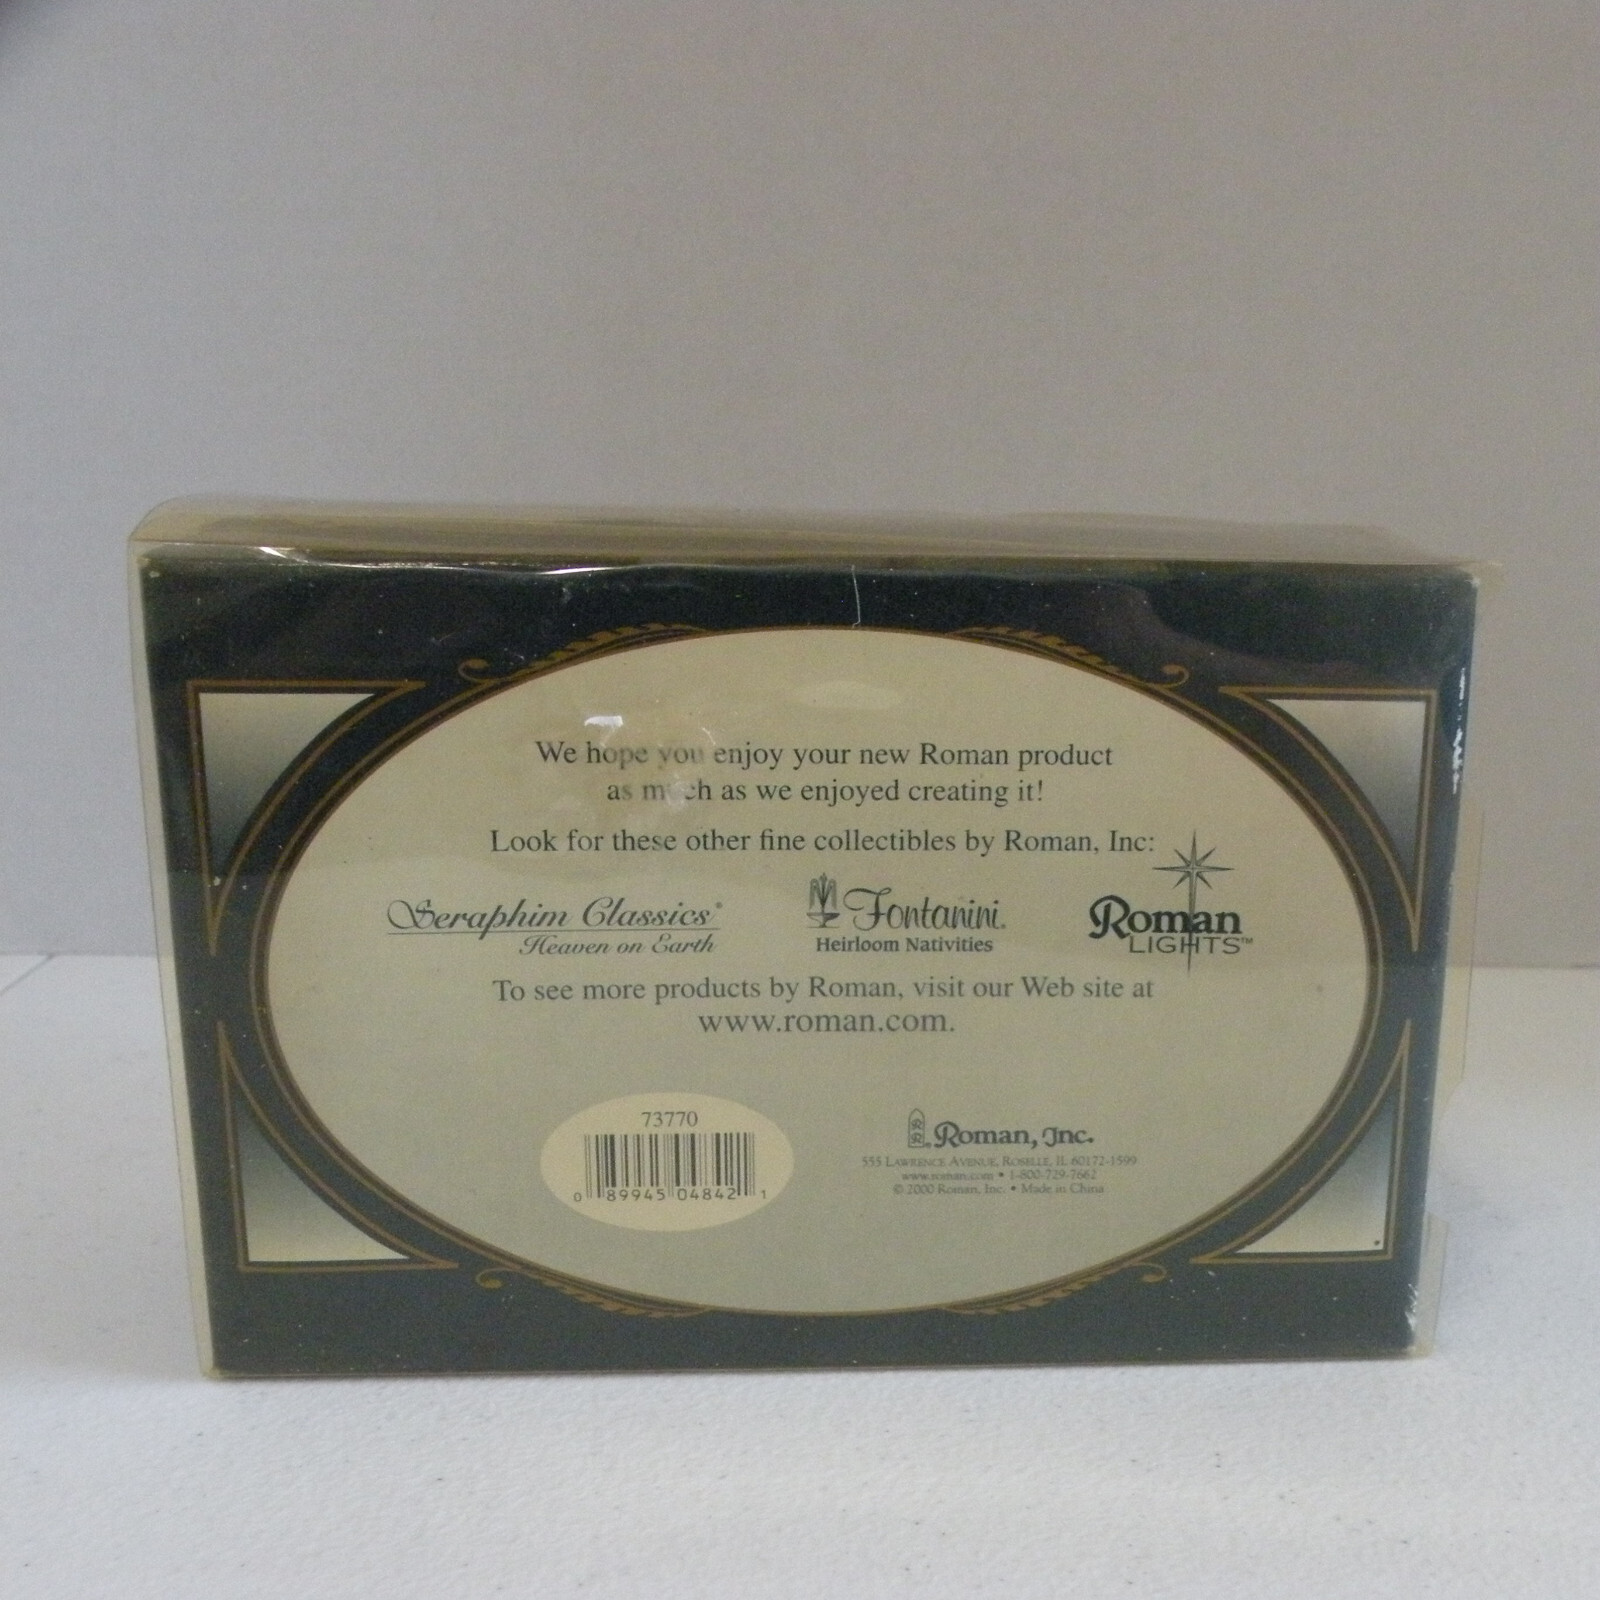 We hope you enjoy your new Roman product
as much as we enjoyed creating it!
Look for these other fine collectibles by Roman, Inc:
Seraphim Classics®
Heaven on Earth
Fontanini®
Heirloom Nativities
Roman
LIGHTS™
To see more products by Roman, visit our Web site at
www.roman.com.
73770
0 89945 04842 1
R
R
® Roman, Inc.
555 Lawrence Avenue, Roselle, IL 60172-1599
www.roman.com • 1-800-729-7662
© 2000 Roman, Inc. • Made in China